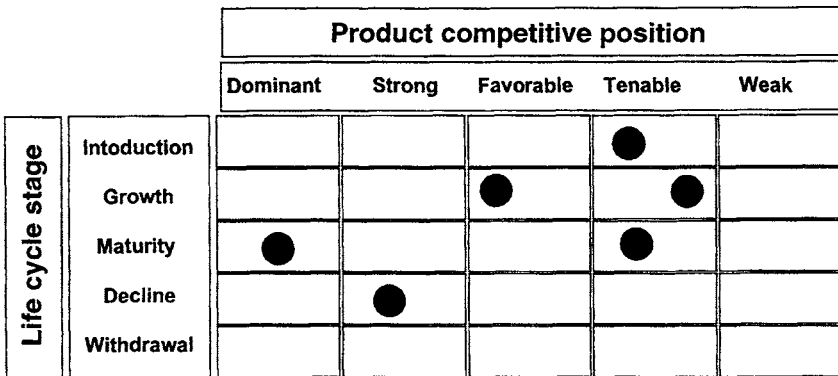 Product competitive position
Dominant Strong Favorable Tenable Weak
Life cycle stage
Intoduction
Growth
Maturity
Decline
Withdrawal